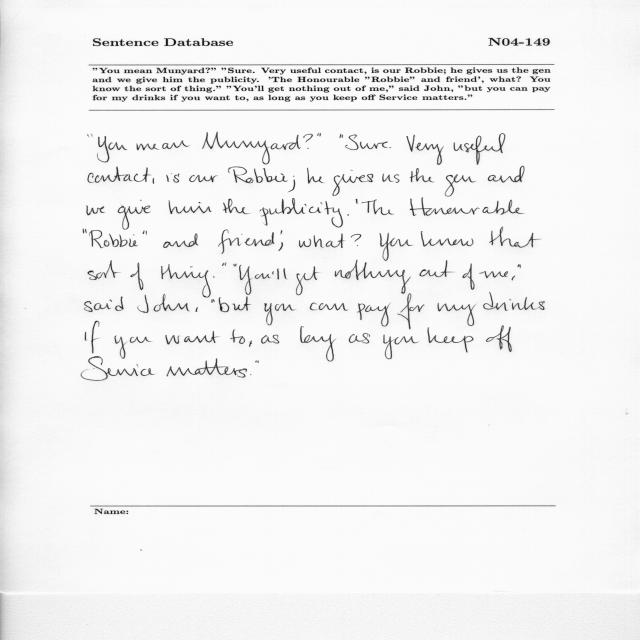 Sentence Database N04-149
"You mean Munyard?" "Sure. Very useful contact, is our Robbie; he gives us the gen
and we give him the publicity. 'The Honourable "Robbie" and friend', what? You
know the sort of thing." "You'll get nothing out of me," said John, "but you can pay
for my drinks if you want to, as long as you keep off Service matters."
"You mean Munyard?" "Sure. Very useful
contact, is our Robbie; he gives us the gen and
we give him the publicity. 'The Honourable
"Robbie" and friend', what? You know that
sort of thing." "You'll get nothing out of me,"
said John, "but you can pay for my drinks
if you want to, as long as you keep off
Service matters."
Name: